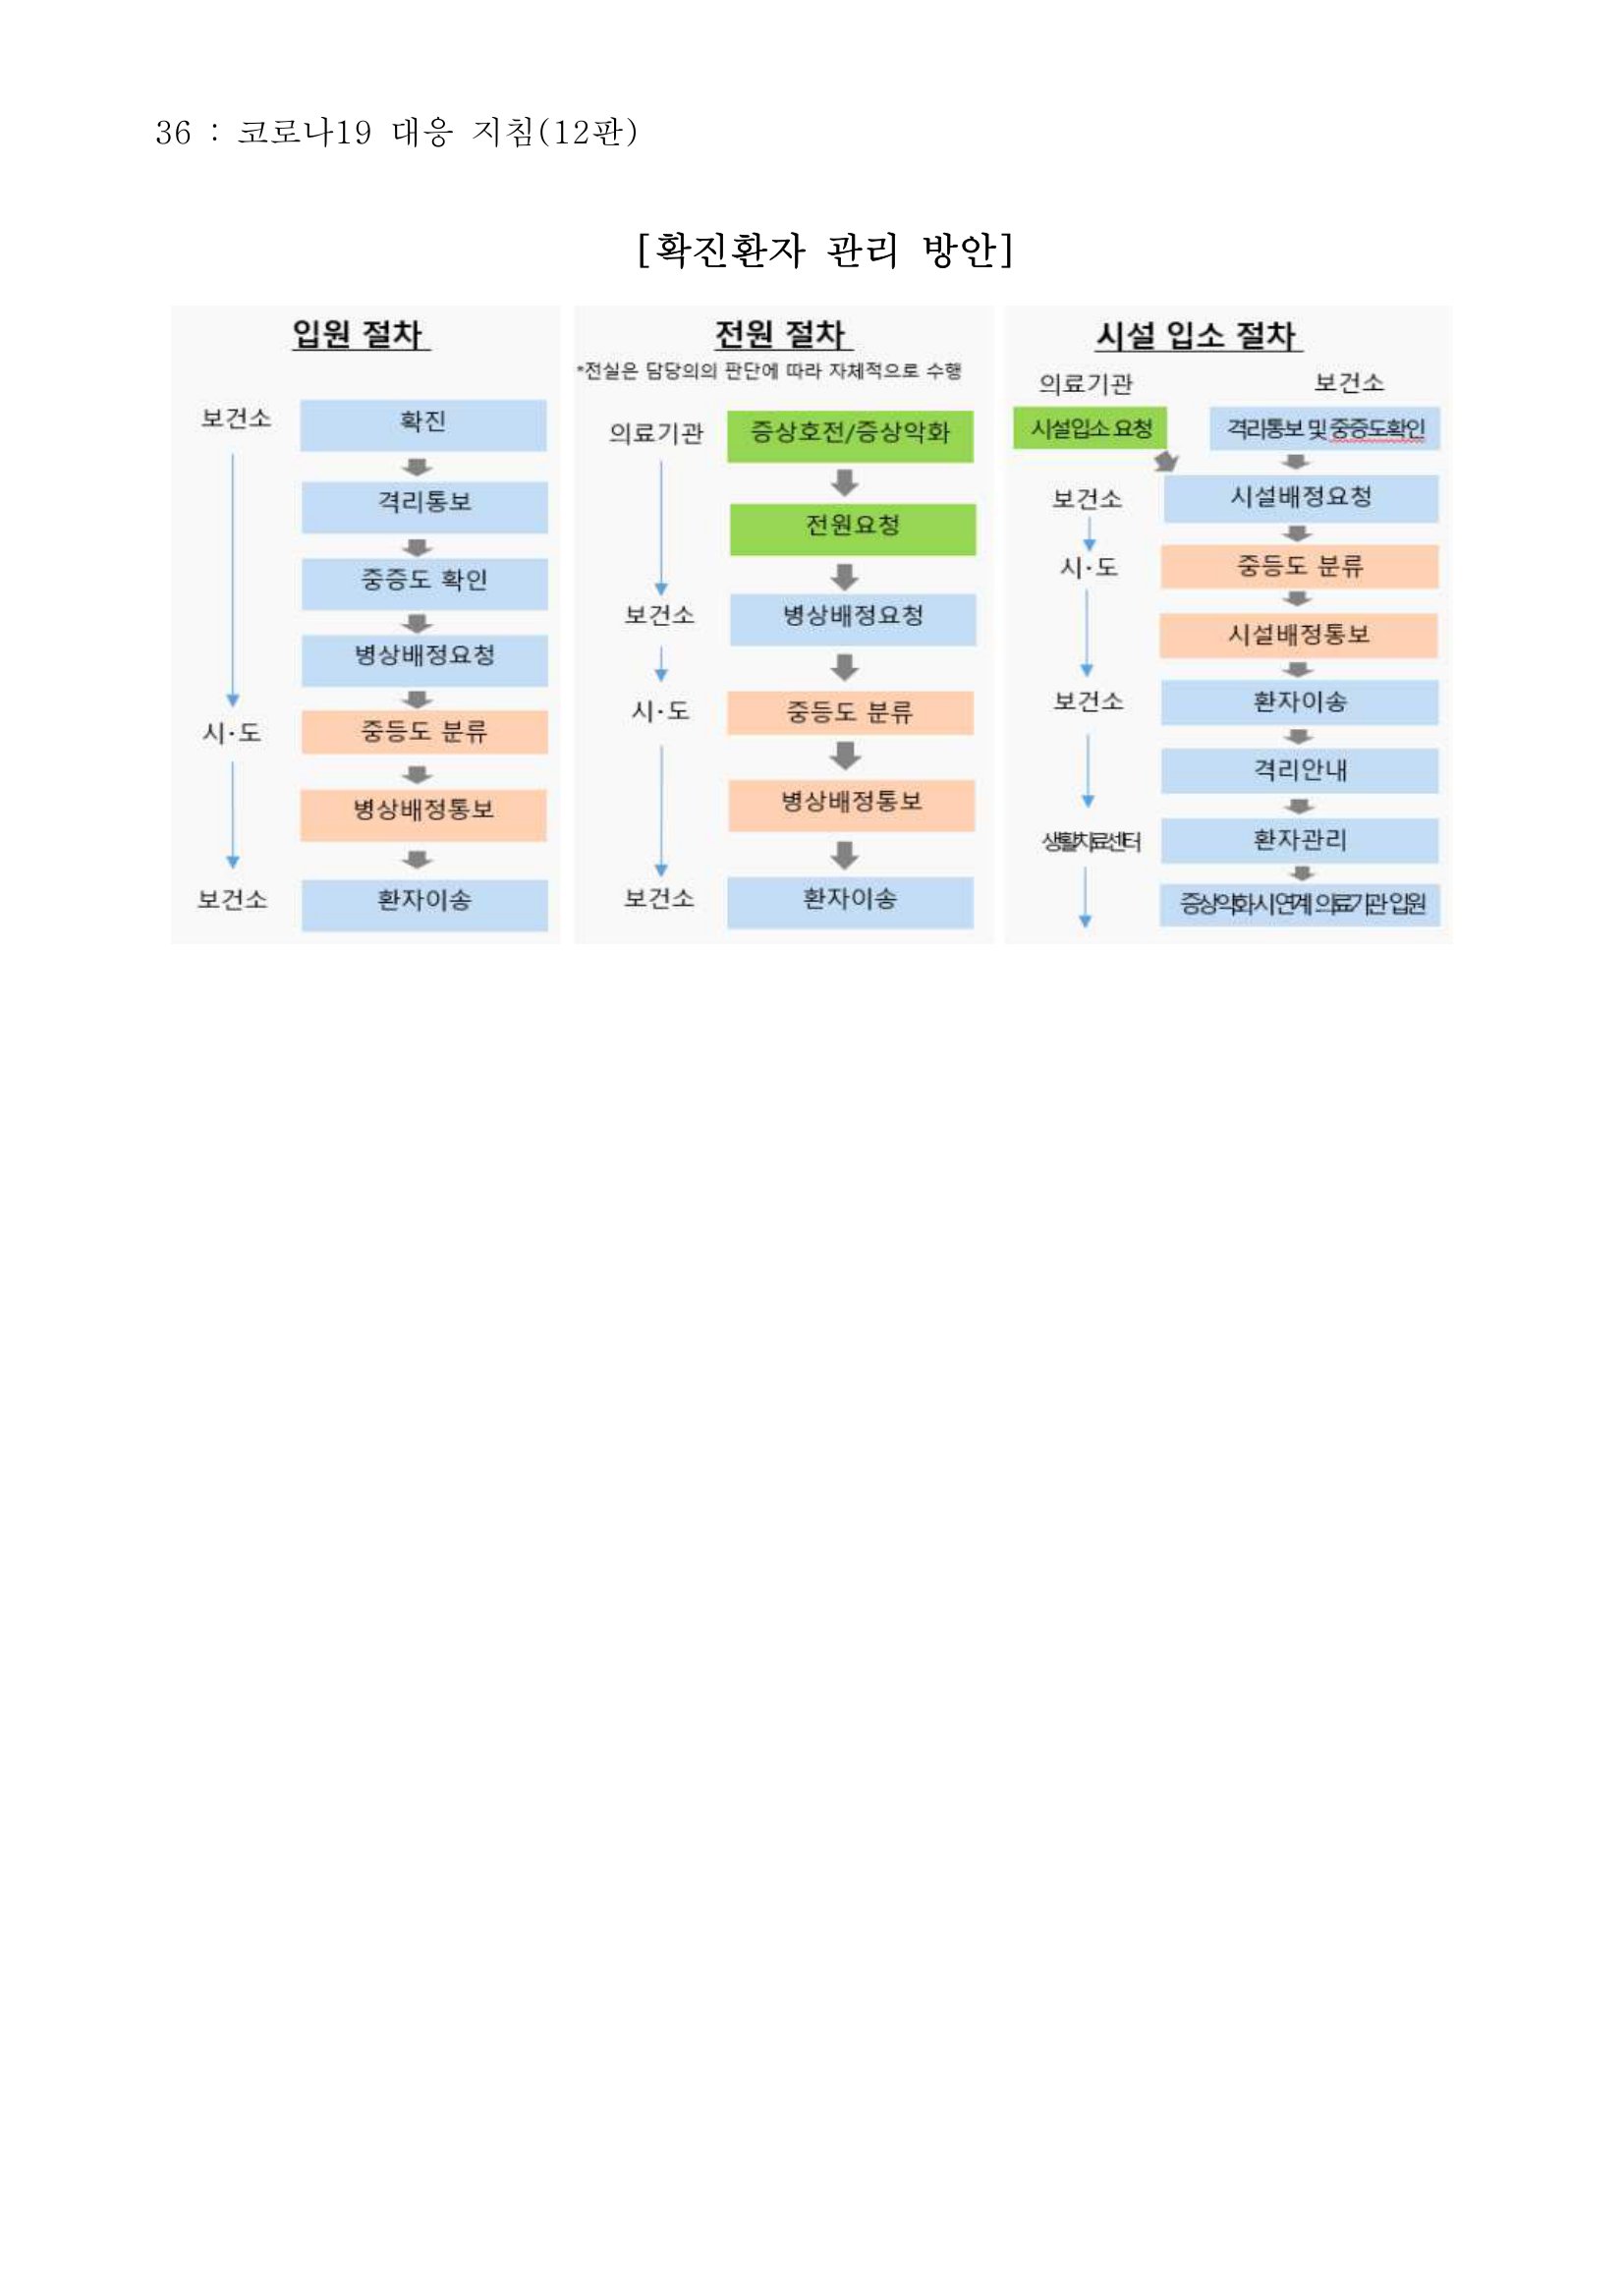 36 : 코로나19 대응 지침(12판)
[확진환자 관리 방안]
입원 절차
보건소
확진
격리통보
중증도 확인
병상배정요청
시·도
중등도 분류
병상배정통보
보건소
환자이송
전원 절차
*전실은 담당의의 판단에 따라 자체적으로 수행
의료기관
증상호전/증상악화
전원요청
보건소
병상배정요청
시·도
중등도 분류
병상배정통보
보건소
환자이송
시설 입소 절차
의료기관
보건소
시설입소 요청
격리통보 및 중증도확인
보건소
시설배정요청
시·도
중등도 분류
시설배정통보
보건소
환자이송
격리안내
생활치료센터
환자관리
증상악화시 연계 의료기관 입원